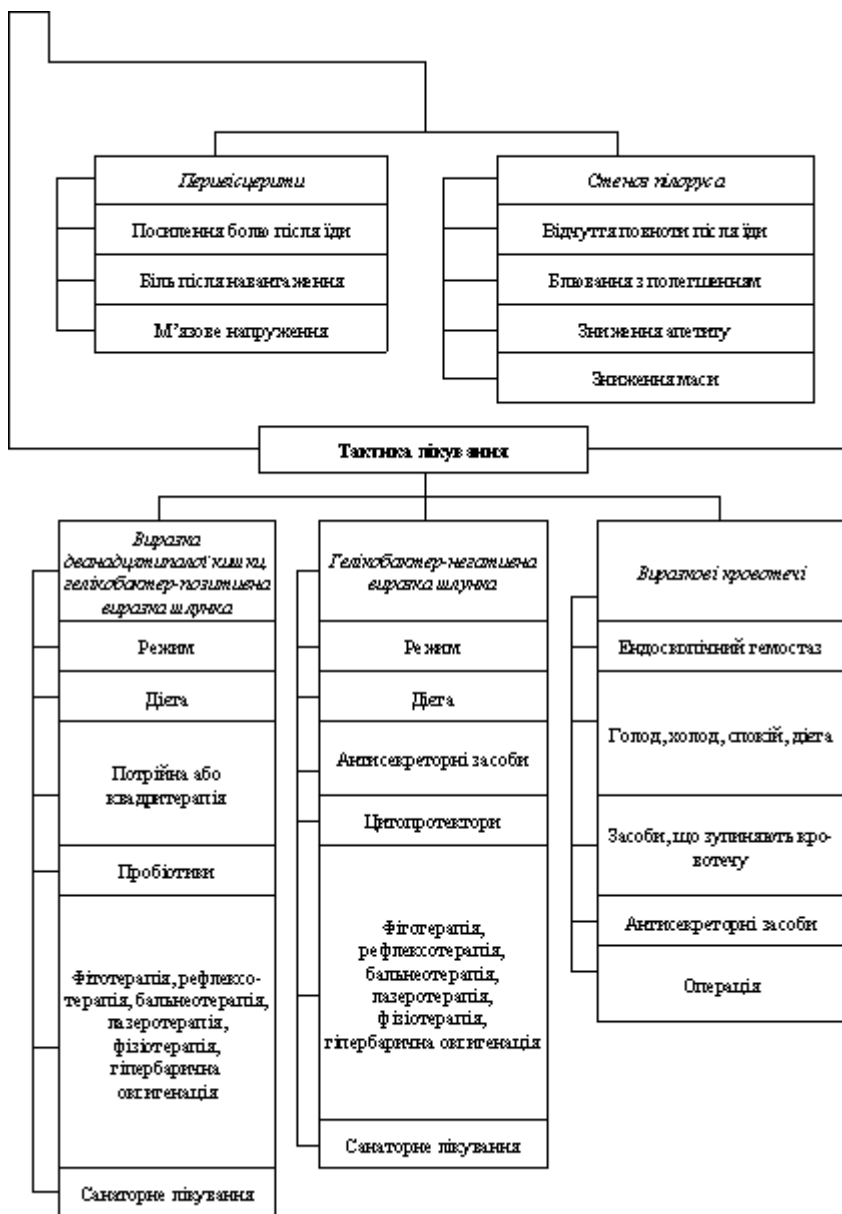 Перивісцерити
Посилення болю після їди
Біль після навантаження
М’язове напруження
Стеноз пілоруса
Відчуття повноти після їди
Блювання з полегшенням
Зниження апетиту
Зниження маси
Тактика лікування
Виразка
дванадцятипалої кишки,
гелікобактер-позитивна
виразка шлунка
Режим
Дієта
Потрійна або
квадритерапія
Пробіотики
Фітотерапія, рефлексо-
терапія, бальнеотерапія,
лазеротерапія,
фізіотерапія,
гіпербарична
оксигенація
Санаторне лікування
Гелікобактер-негативна
виразка шлунка
Режим
Дієта
Антисекреторні засоби
Цитопротектори
Фітотерапія,
рефлексотерапія,
бальнеотерапія,
лазеротерапія,
фізіотерапія,
гіпербарична оксигенація
Санаторне лікування
Виразкові кровотечі
Ендоскопічний гемостаз
Голод, холод, спокій, дієта
Засоби, що зупиняють кро-
вотечу
Антисекреторні засоби
Операція